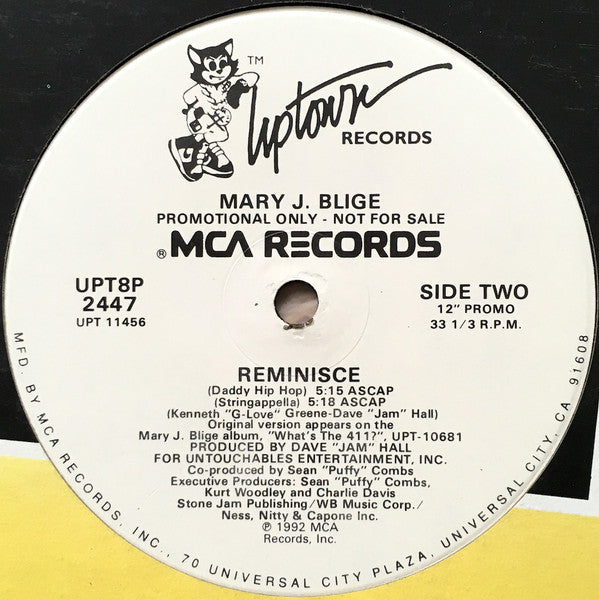 TM
Uptown
RECORDS
MARY J. BLIGE
PROMOTIONAL ONLY - NOT FOR SALE
® MCA RECORDS
UPT8P
2447
UPT 11456
SIDE TWO
12" PROMO
33 1/3 R.P.M.
REMINISCE
(Daddy Hip Hop) 5:15 ASCAP
(Stringappella) 5:18 ASCAP
(Kenneth "G-Love" Greene-Dave "Jam" Hall)
Original version appears on the
Mary J. Blige album, "What's The 411?", UPT-10681
PRODUCED BY DAVE "JAM" HALL
FOR UNTOUCHABLES ENTERTAINMENT, INC.
Co-produced by Sean "Puffy" Combs
Executive Producers: Sean "Puffy" Combs,
Kurt Woodley and Charlie Davis
Stone Jam Publishing/WB Music Corp./
Ness, Nitty & Capone Inc.
℗ 1992 MCA
Records, Inc.
MFD. BY MCA RECORDS, INC., 70 UNIVERSAL CITY PLAZA, UNIVERSAL CITY, CA 91608